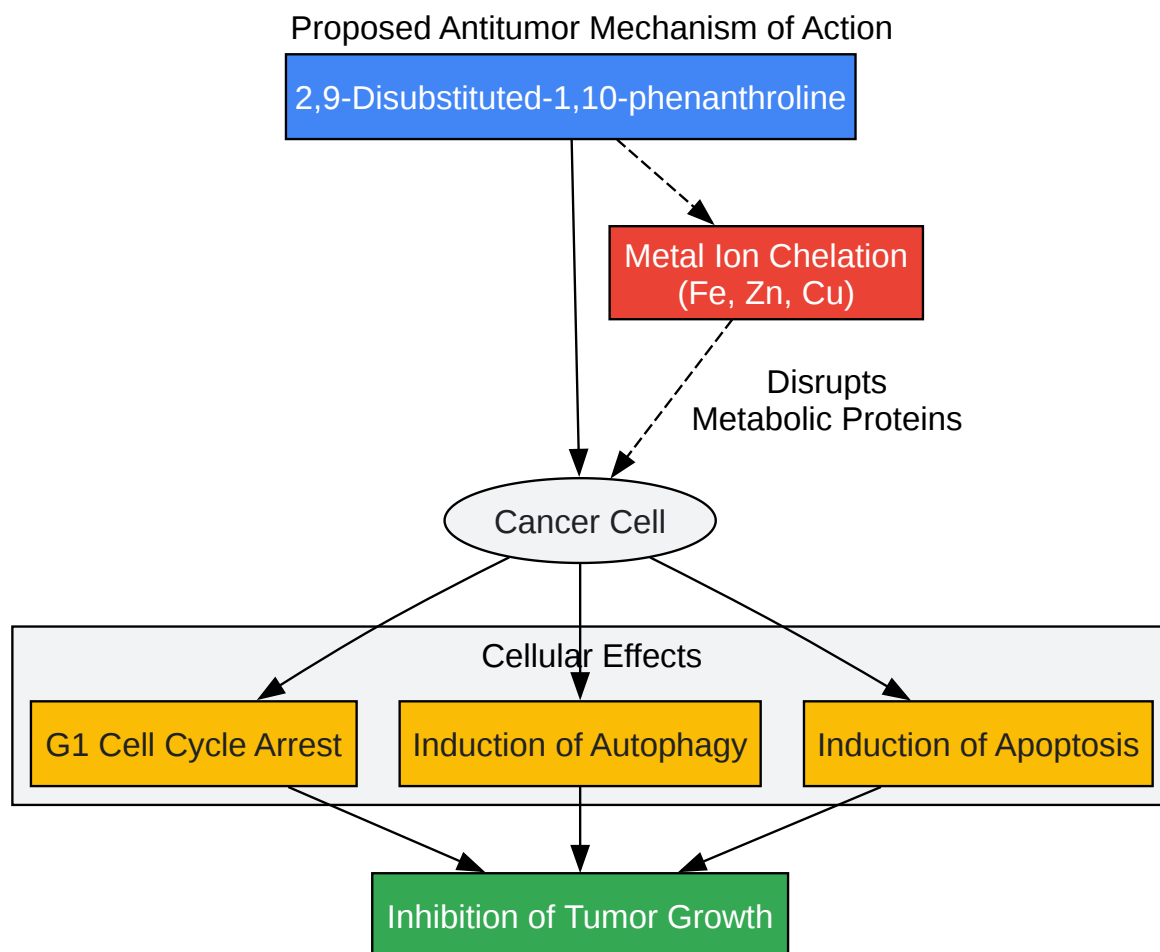 Proposed Antitumor Mechanism of Action
2,9-Disubstituted-1,10-phenanthroline
Metal Ion Chelation
(Fe, Zn, Cu)
Disrupts
Metabolic Proteins
Cancer Cell
Cellular Effects
G1 Cell Cycle Arrest
Induction of Autophagy
Induction of Apoptosis
Inhibition of Tumor Growth